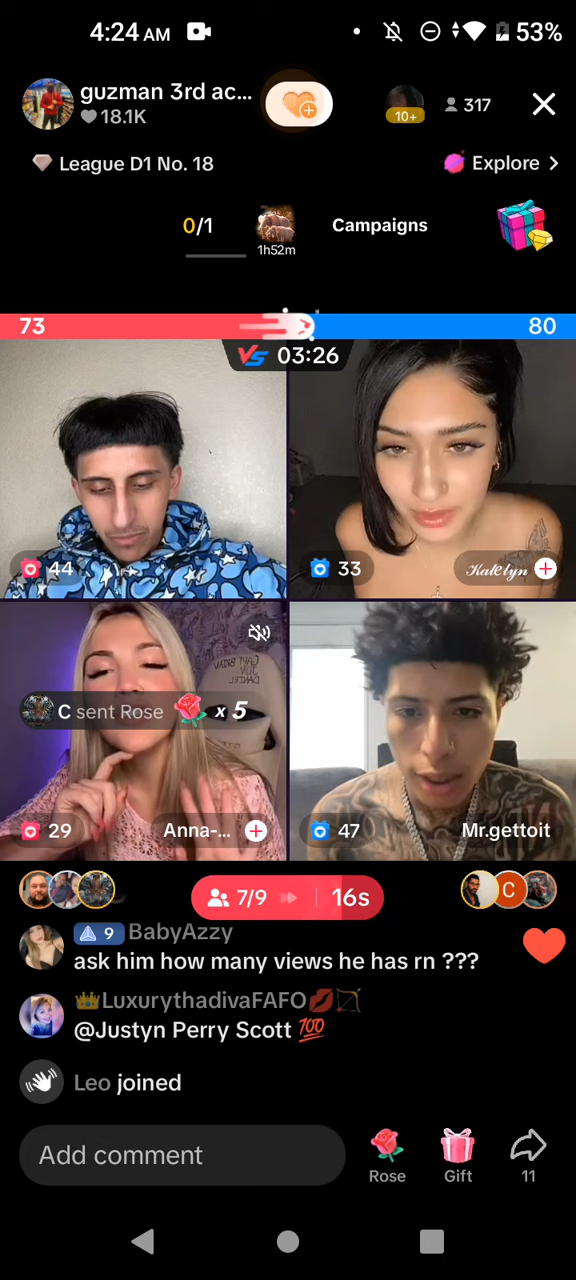 4:24 AM
53%
guzman 3rd ac...
18.1K
10+
317
League D1 No. 18
Explore
0/1
1h52m
Campaigns
73
80
VS 03:26
44
33
Katelyn
C sent Rose x 5
29
Anna-...
47
Mr.gettoit
7/9
16s
C
9 BabyAzzy
ask him how many views he has rn ???
👑LuxurythadivaFAFO💋🏹
@Justyn Perry Scott 💯
Leo joined
Add comment
Rose
Gift
11